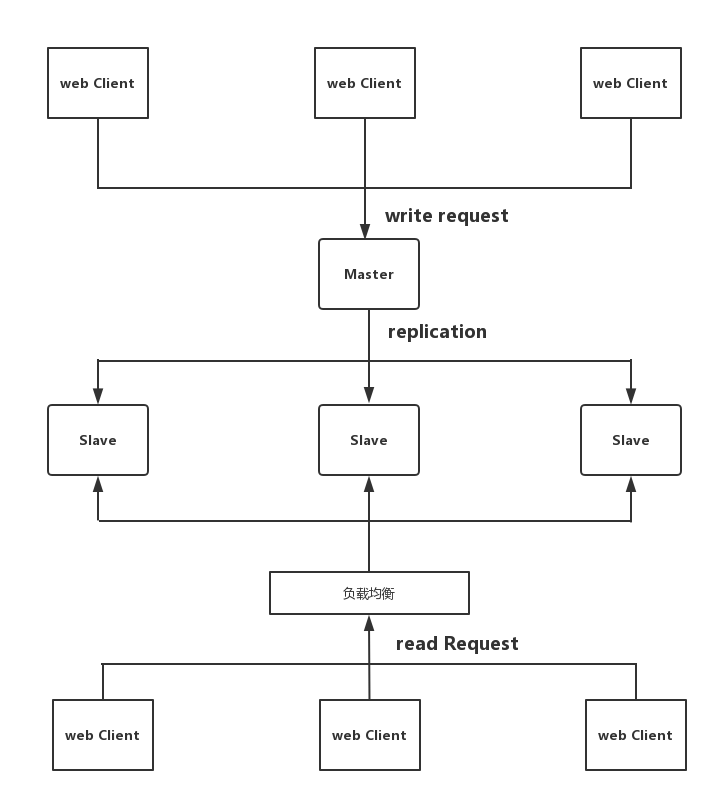 web Client
web Client
web Client
write request
Master
replication
Slave
Slave
Slave
负载均衡
read Request
web Client
web Client
web Client